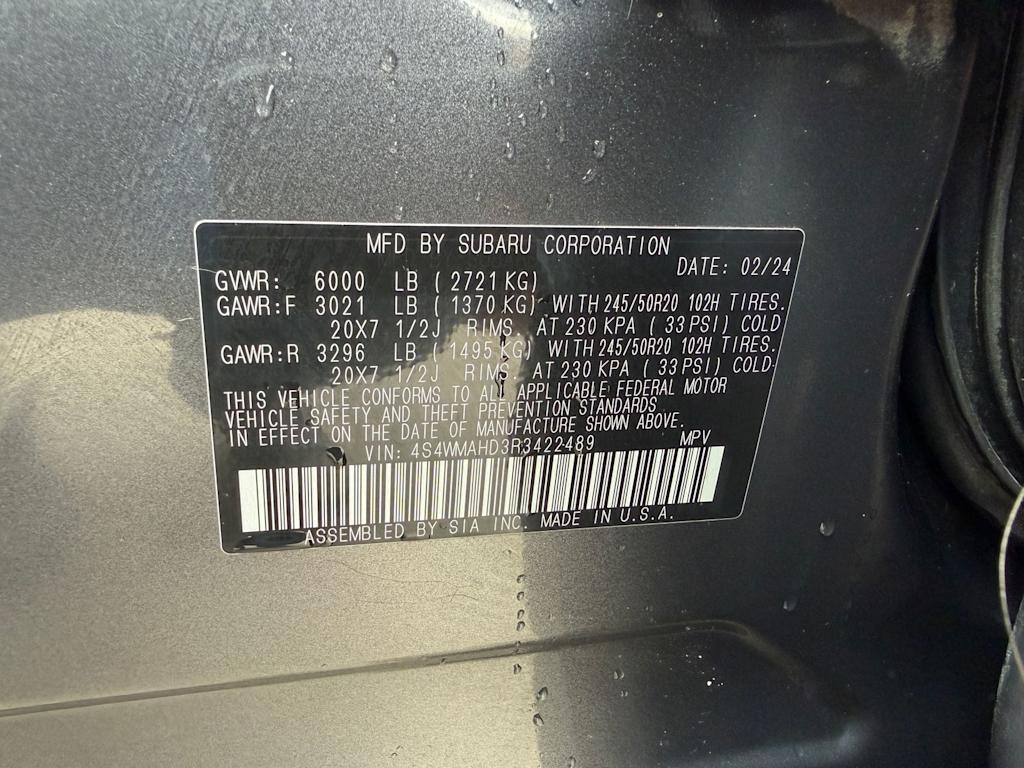 MFD BY SUBARU CORPORATION
DATE: 02/24
GVWR: 6000 LB (2721 KG)
GAWR:F 3021 LB (1370 KG) WITH 245/50R20 102H TIRES.
20X7 1/2J RIMS. AT 230 KPA (33 PSI) COLD
GAWR:R 3296 LB (1495 KG) WITH 245/50R20 102H TIRES.
20X7 1/2J RIMS. AT 230 KPA (33 PSI) COLD.
THIS VEHICLE CONFORMS TO ALL APPLICABLE FEDERAL MOTOR
VEHICLE SAFETY AND THEFT PREVENTION STANDARDS
IN EFFECT ON THE DATE OF MANUFACTURE SHOWN ABOVE.
VIN: 4S4WMAHD3R3422489 MPV
ASSEMBLED BY SIA INC. MADE IN U.S.A.